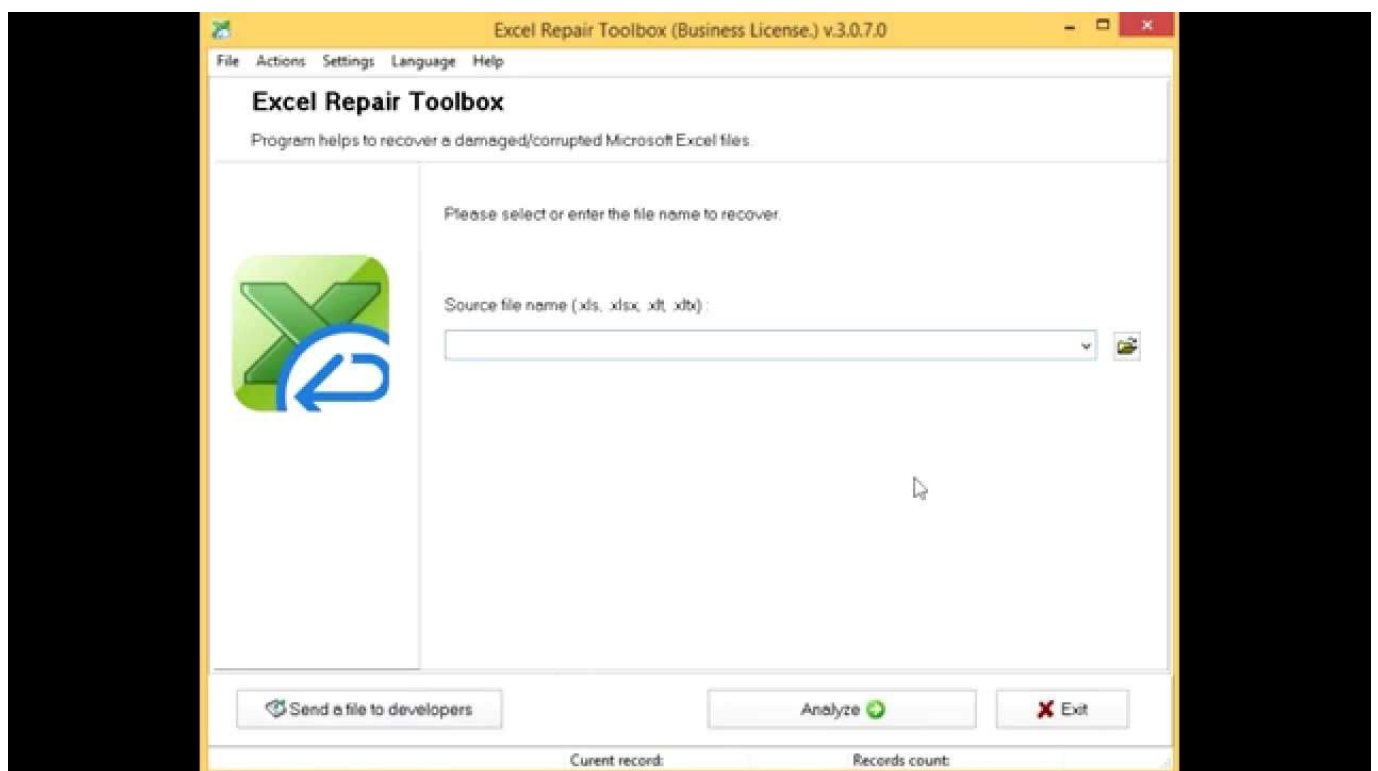 Excel Repair Toolbox (Business License.) v.3.0.7.0
File Actions Settings Language Help
Excel Repair Toolbox
Program helps to recover a damaged/corrupted Microsoft Excel files.
Please select or enter the file name to recover.
Source file name (.xls, .xlsx, .xlt, .xltx) :
Send a file to developers Analyze Exit
Curent record: Records count: